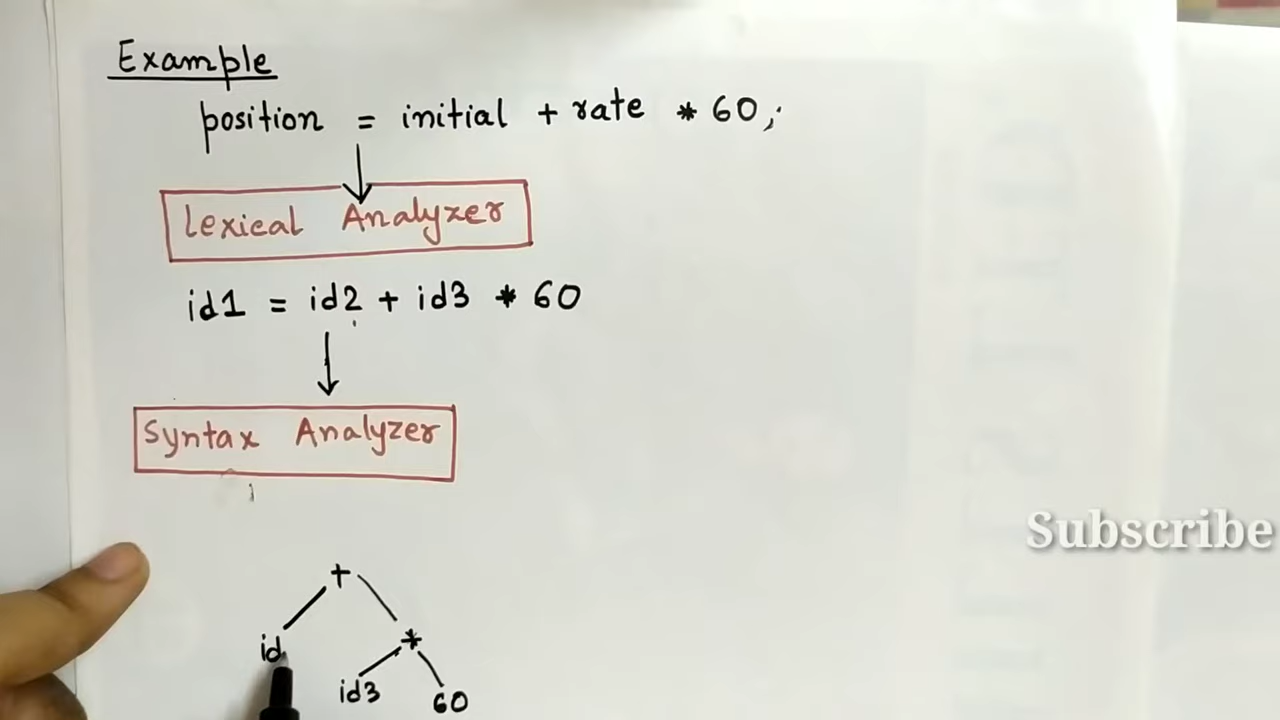 Example
position = initial + rate * 60;
Lexical Analyzer
id1 = id2 + id3 * 60
Syntax Analyzer
Subscribe
+
id *
id3 60